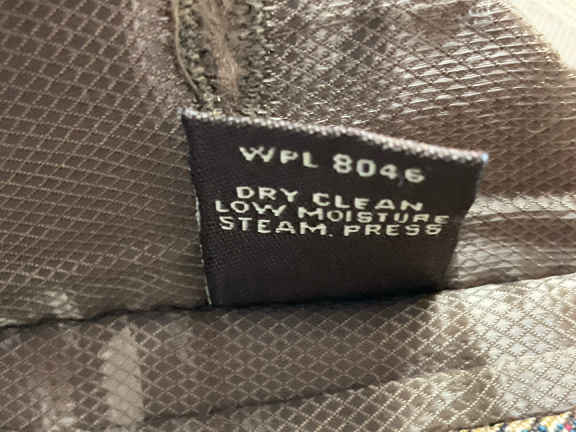 WPL 8046
DRY CLEAN
LOW MOISTURE
STEAM. PRESS